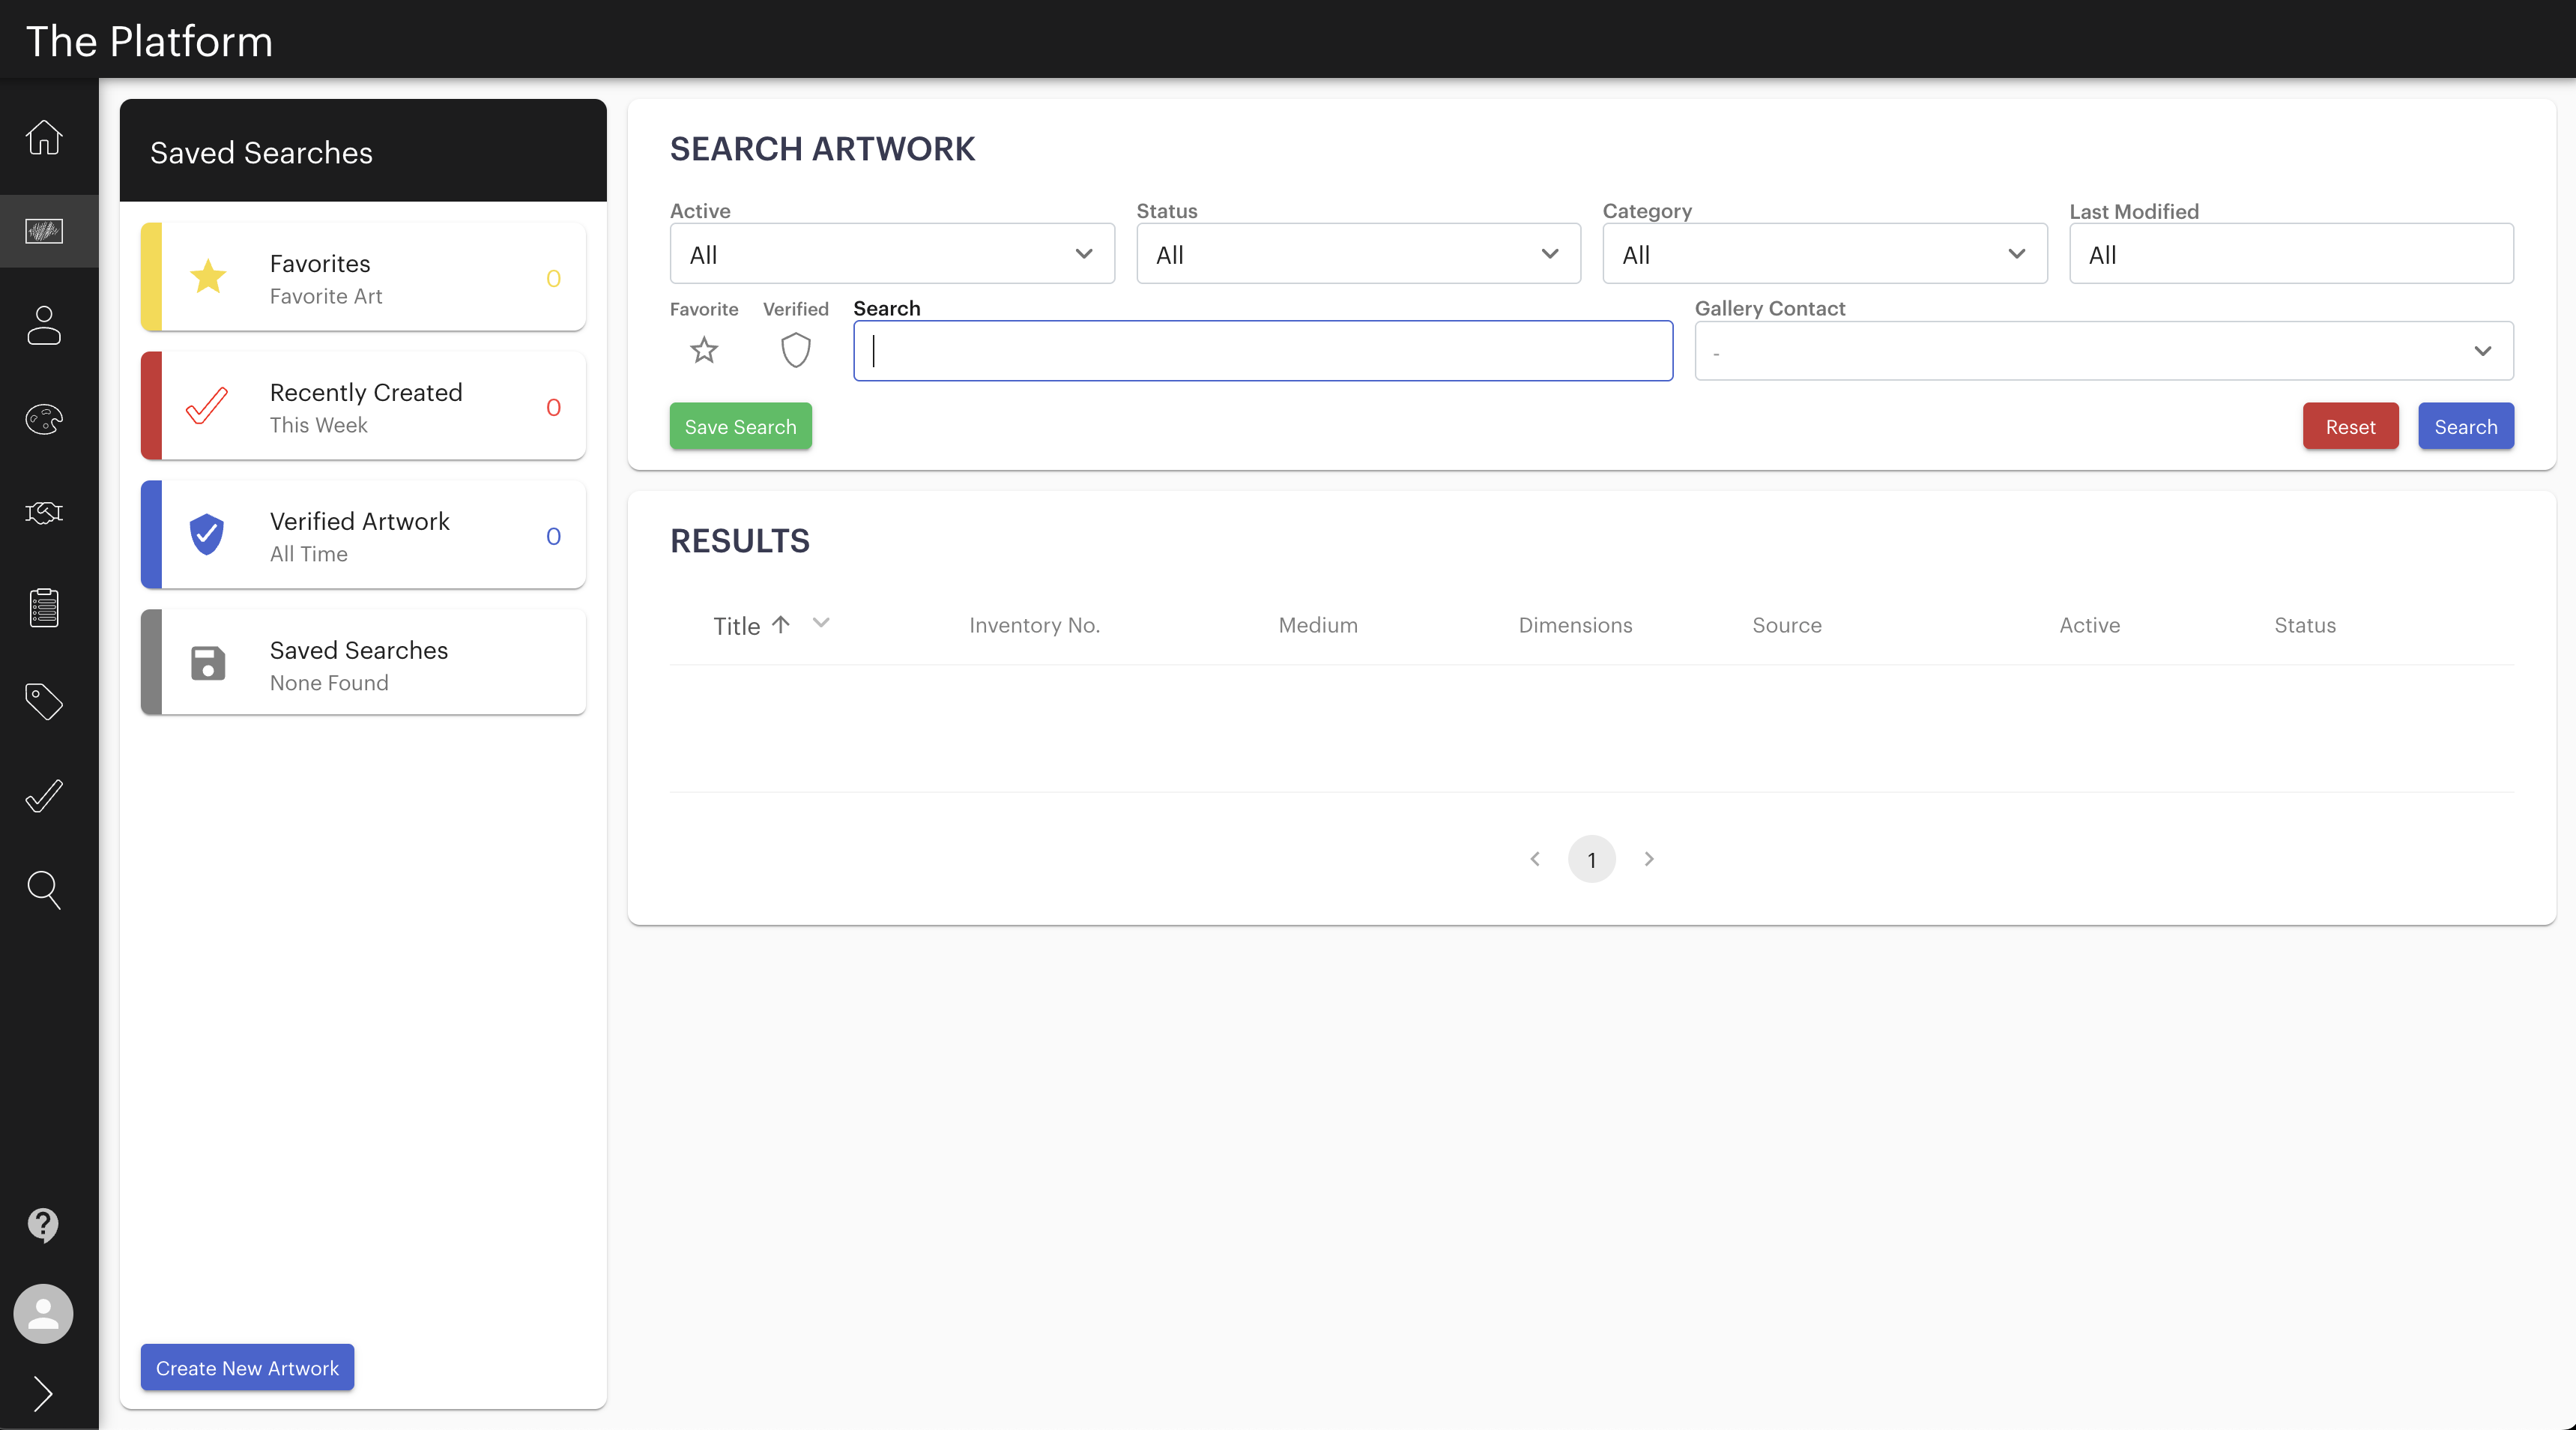 The Platform
Saved Searches
Favorites
Favorite Art
0
Recently Created
This Week
0
Verified Artwork
All Time
0
Saved Searches
None Found
Create New Artwork
SEARCH ARTWORK
Active
Status
Category
Last Modified
All
All
All
All
Favorite
Verified
Search
Gallery Contact
-
Save Search
Reset
Search
RESULTS
Title
Inventory No.
Medium
Dimensions
Source
Active
Status
1